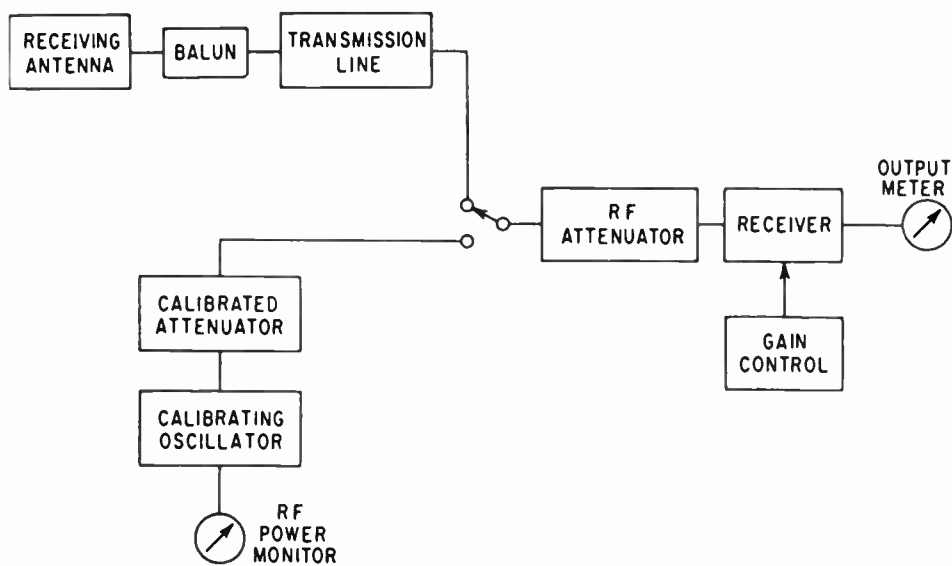 RECEIVING
ANTENNA
BALUN
TRANSMISSION
LINE
OUTPUT
METER
RF
ATTENUATOR
RECEIVER
CALIBRATED
ATTENUATOR
GAIN
CONTROL
CALIBRATING
OSCILLATOR
RF
POWER
MONITOR